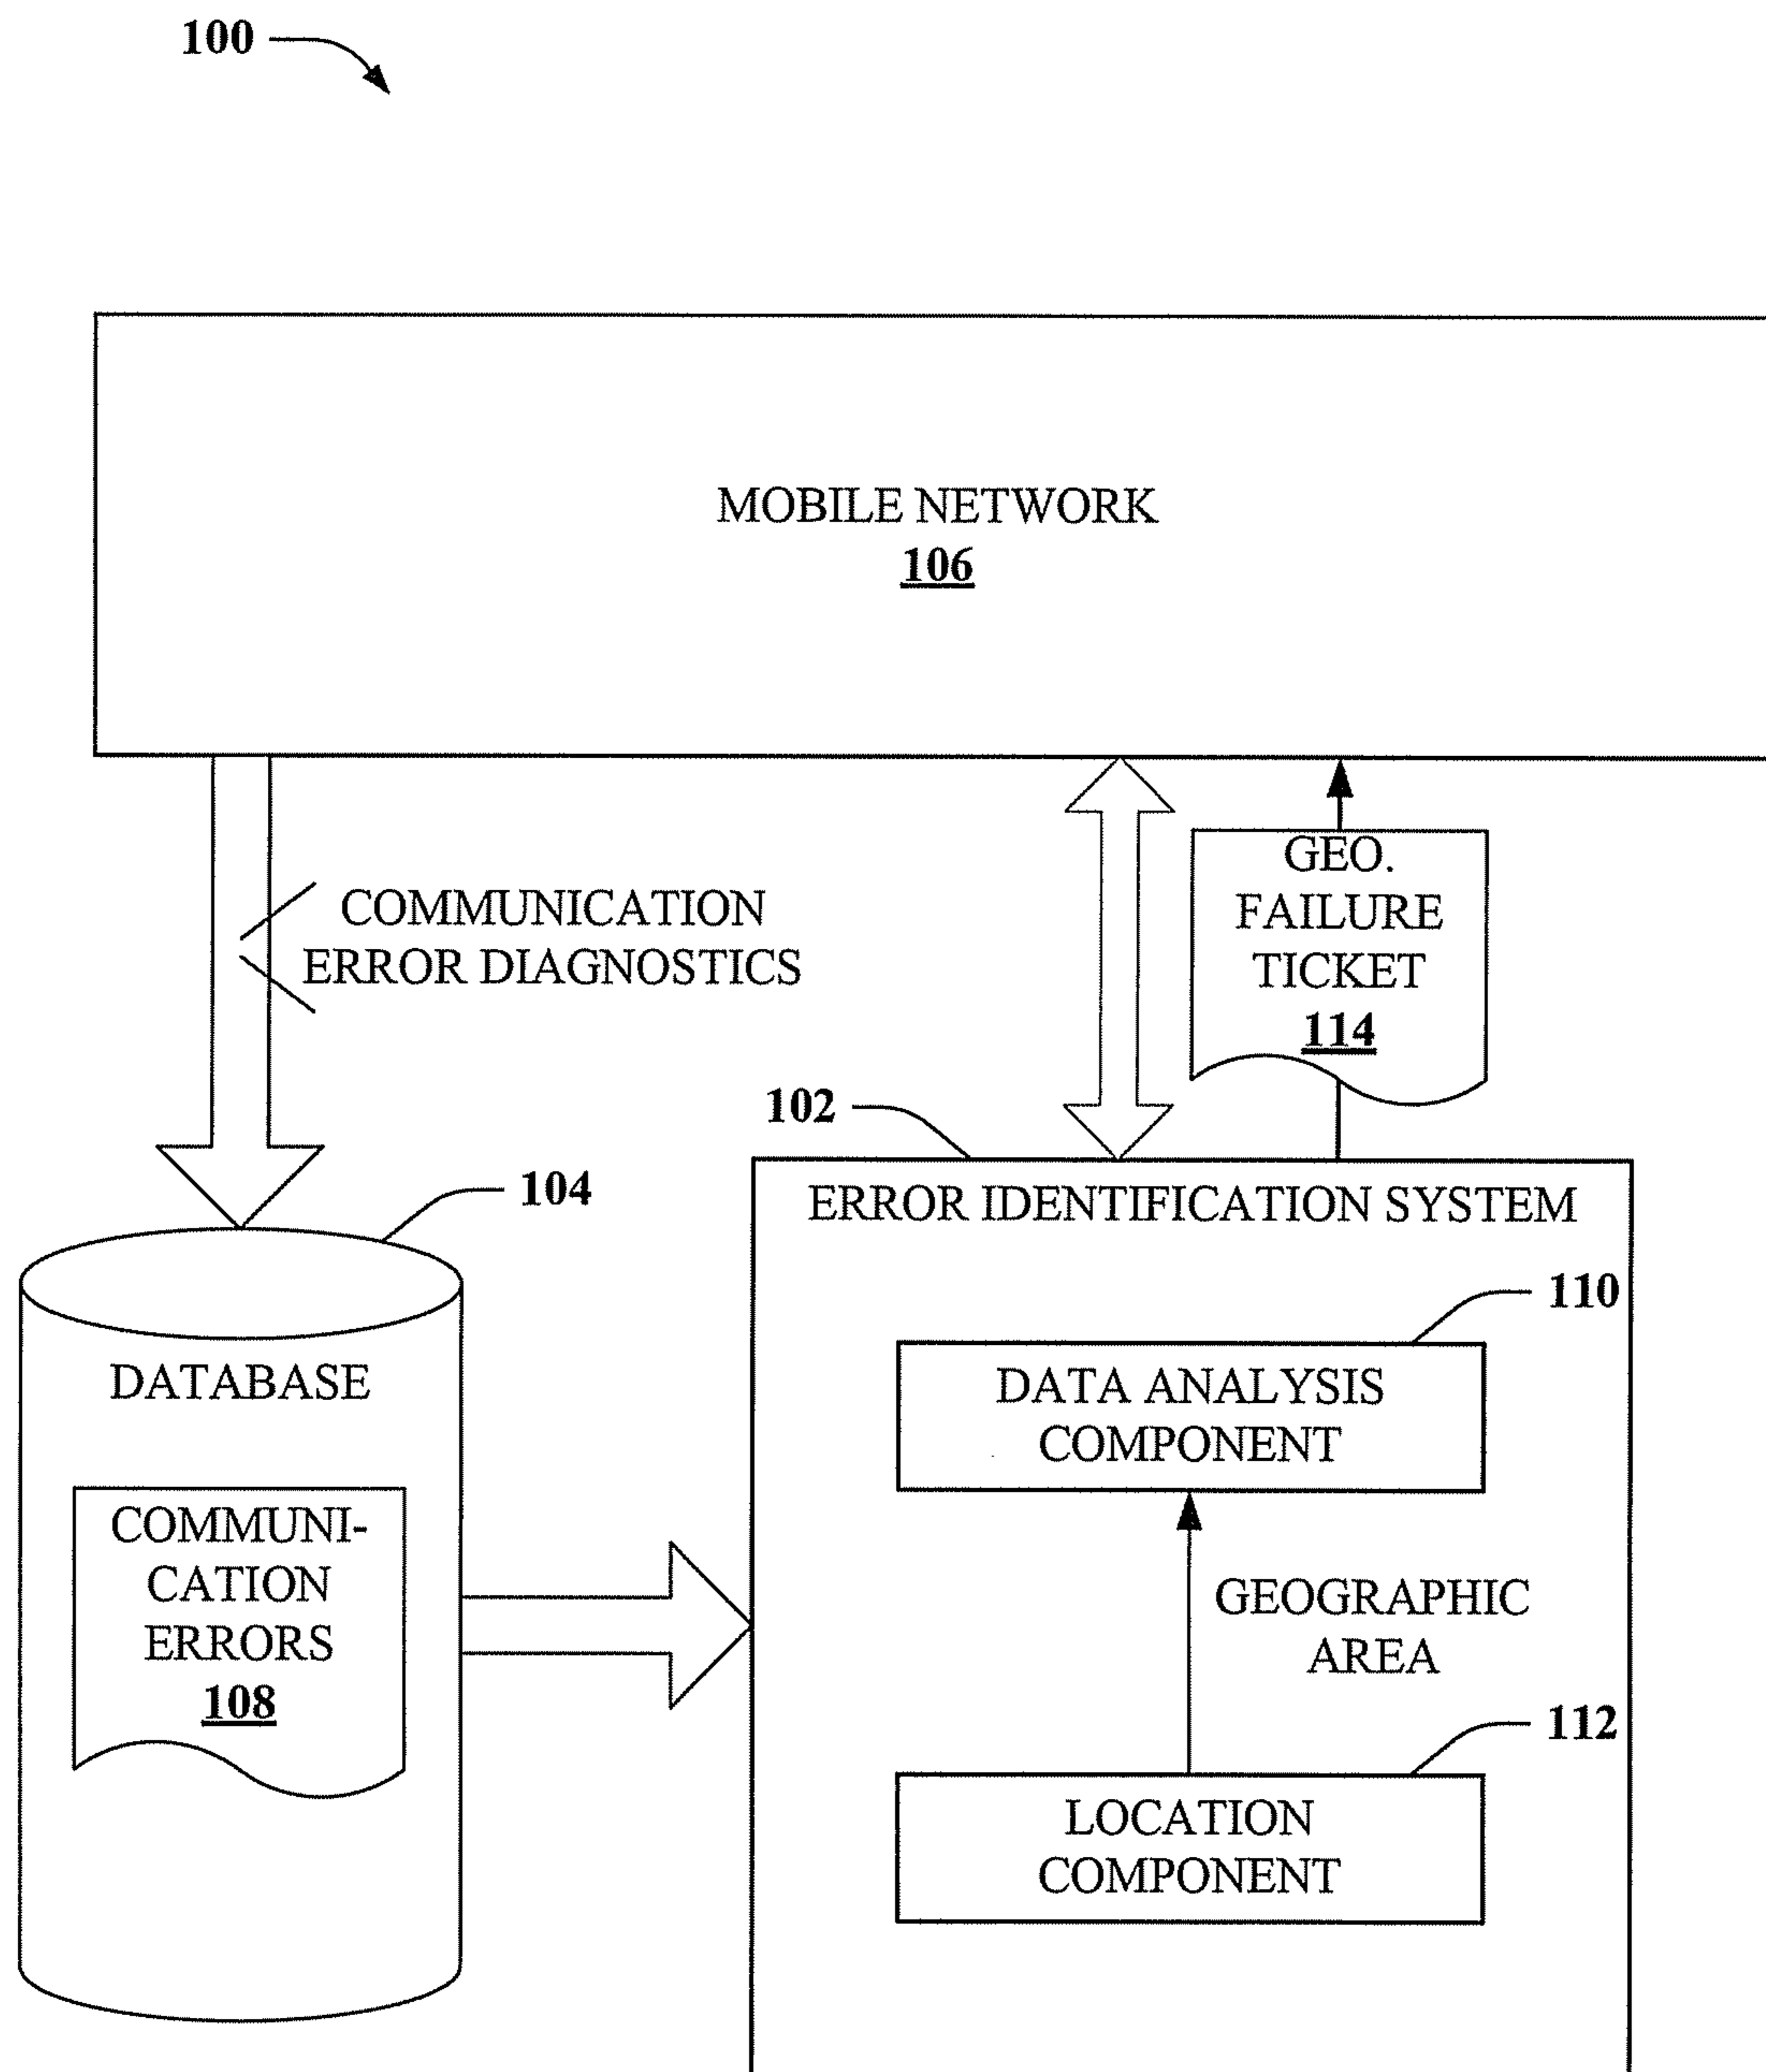 100
MOBILE NETWORK
106
COMMUNICATION
ERROR DIAGNOSTICS
GEO.
FAILURE
TICKET
114
102
104
ERROR IDENTIFICATION SYSTEM
110
DATABASE
DATA ANALYSIS
COMPONENT
COMMUNI-
CATION
ERRORS
108
GEOGRAPHIC
AREA
112
LOCATION
COMPONENT